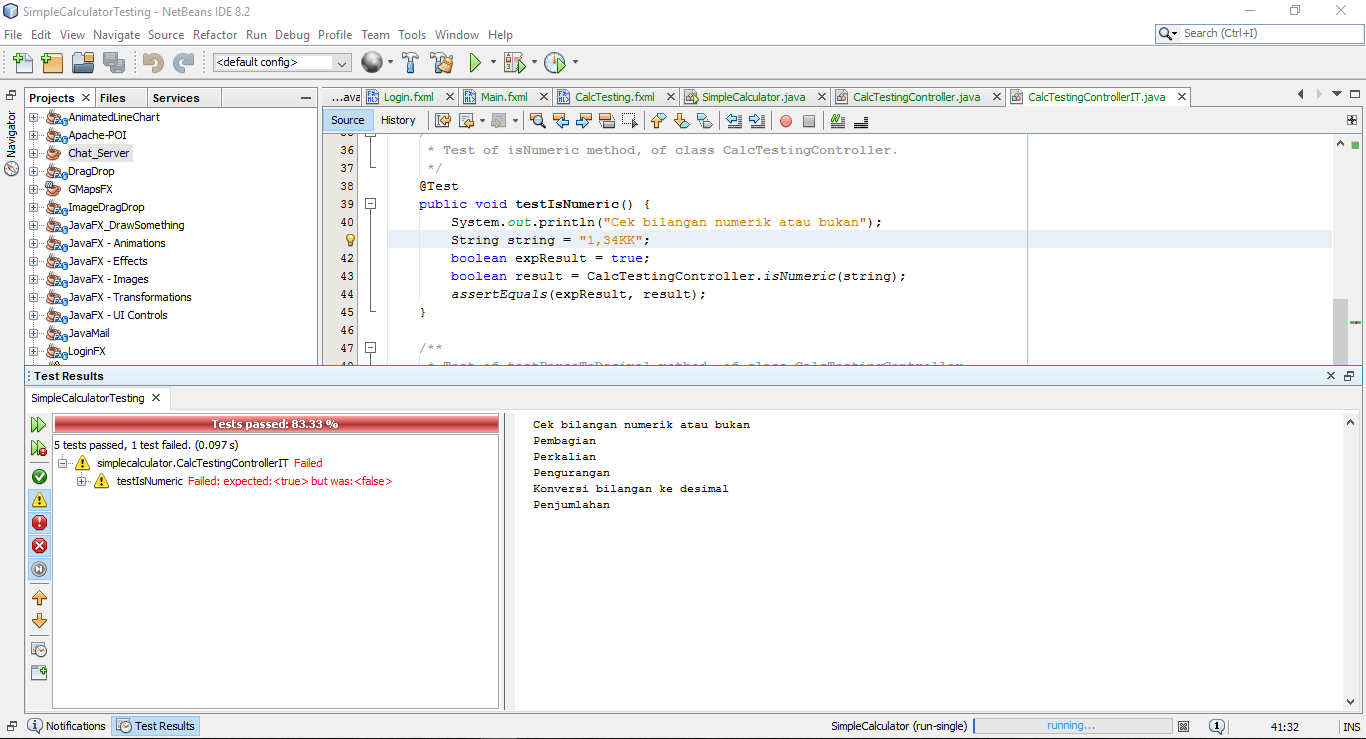 SimpleCalculatorTesting - NetBeans IDE 8.2
File Edit View Navigate Source Refactor Run Debug Profile Team Tools Window Help
Search (Ctrl+I)
<default config>
Projects Files Services
...ava Login.fxml Main.fxml CalcTesting.fxml SimpleCalculator.java CalcTestingController.java CalcTestingControllerIT.java
Navigator
Source History
AnimatedLineChart
Apache-POI
Chat_Server
DragDrop
GMapsFX
ImageDragDrop
JavaFX_DrawSomething
JavaFX - Animations
JavaFX - Effects
JavaFX - Images
JavaFX - Transformations
JavaFX - UI Controls
JavaMail
LoginFX
36 * Test of isNumeric method, of class CalcTestingController.
37 */
38 @Test
39 public void testIsNumeric() {
40 System.out.println("Cek bilangan numerik atau bukan");
String string = "1,34KK";
42 boolean expResult = true;
43 boolean result = CalcTestingController.isNumeric(string);
44 assertEquals(expResult, result);
45 }
46
47 /**
Test Results
SimpleCalculatorTesting
Tests passed: 83.33 %
5 tests passed, 1 test failed. (0.097 s)
simplecalculator.CalcTestingControllerIT Failed
testIsNumeric Failed: expected:<true> but was:<false>
Cek bilangan numerik atau bukan
Pembagian
Perkalian
Pengurangan
Konversi bilangan ke desimal
Penjumlahan
Notifications Test Results SimpleCalculator (run-single) running... 1 41:32 INS